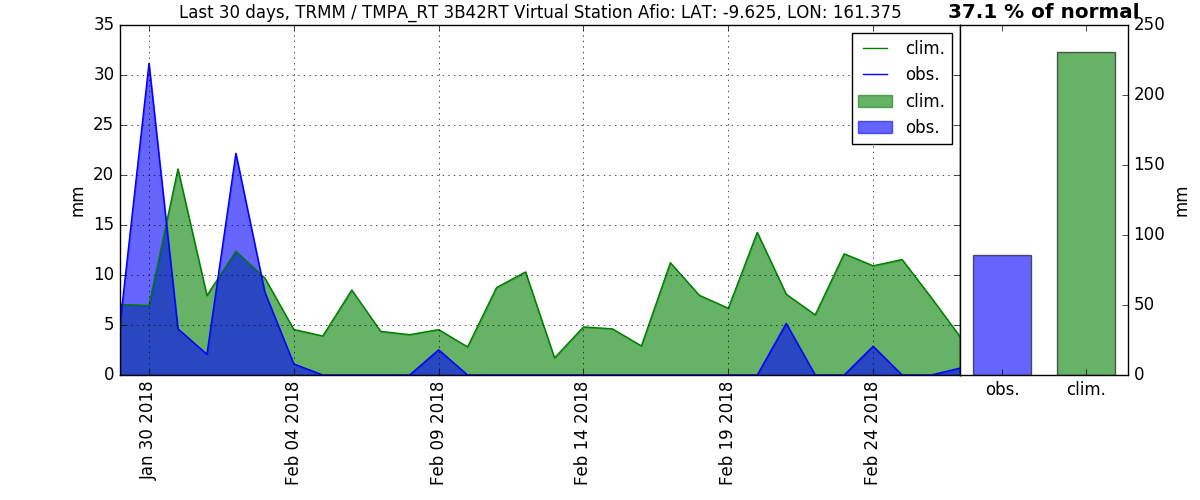 Last 30 days, TRMM / TMPA_RT 3B42RT Virtual Station Afio: LAT: -9.625, LON: 161.375
37.1 % of normal
35
30
25
20
15
10
5
0
mm
clim.
obs.
clim.
obs.
Jan 30 2018
Feb 04 2018
Feb 09 2018
Feb 14 2018
Feb 19 2018
Feb 24 2018
250
200
150
100
50
0
mm
obs.
clim.